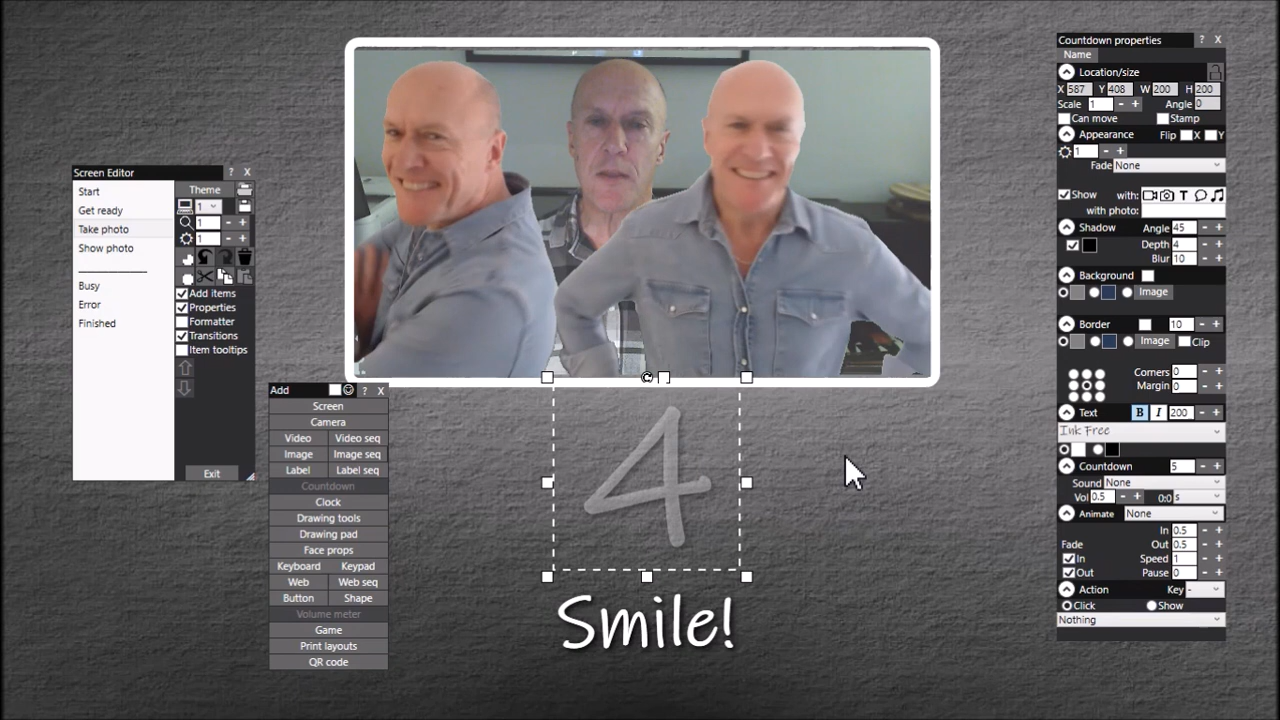 Screen Editor ? X
Start
Get ready
Take photo
Show photo
Busy
Error
Finished
Theme
1
1
1
Add items
Properties
Formatter
Transitions
Item tooltips
Exit
Add ? X
Screen
Camera
Video Video seq
Image Image seq
Label Label seq
Countdown
Clock
Drawing tools
Drawing pad
Face props
Keyboard Keypad
Web Web seq
Button Shape
Volume meter
Game
Print layouts
QR code
4
Smile!
Countdown properties ? X
Name
Location/size
X 587 Y 408 W 200 H 200
Scale 1 - + Angle 0
Can move Stamp
Appearance Flip X Y
1 - +
Fade None
Show with: T
with photo:
Shadow Angle 45 - +
Depth 4 - +
Blur 10 - +
Background
Image
Border 10 - +
Image Clip
Corners 0 - +
Margin 0 - +
Text B I 200 - +
Ink Free
Countdown 5 - +
Sound None
Vol 0.5 - + 0:0 s
Animate None
In 0.5 - +
Fade Out 0.5 - +
In Speed 1 - +
Out Pause 0 - +
Action Key -
Click Show
Nothing